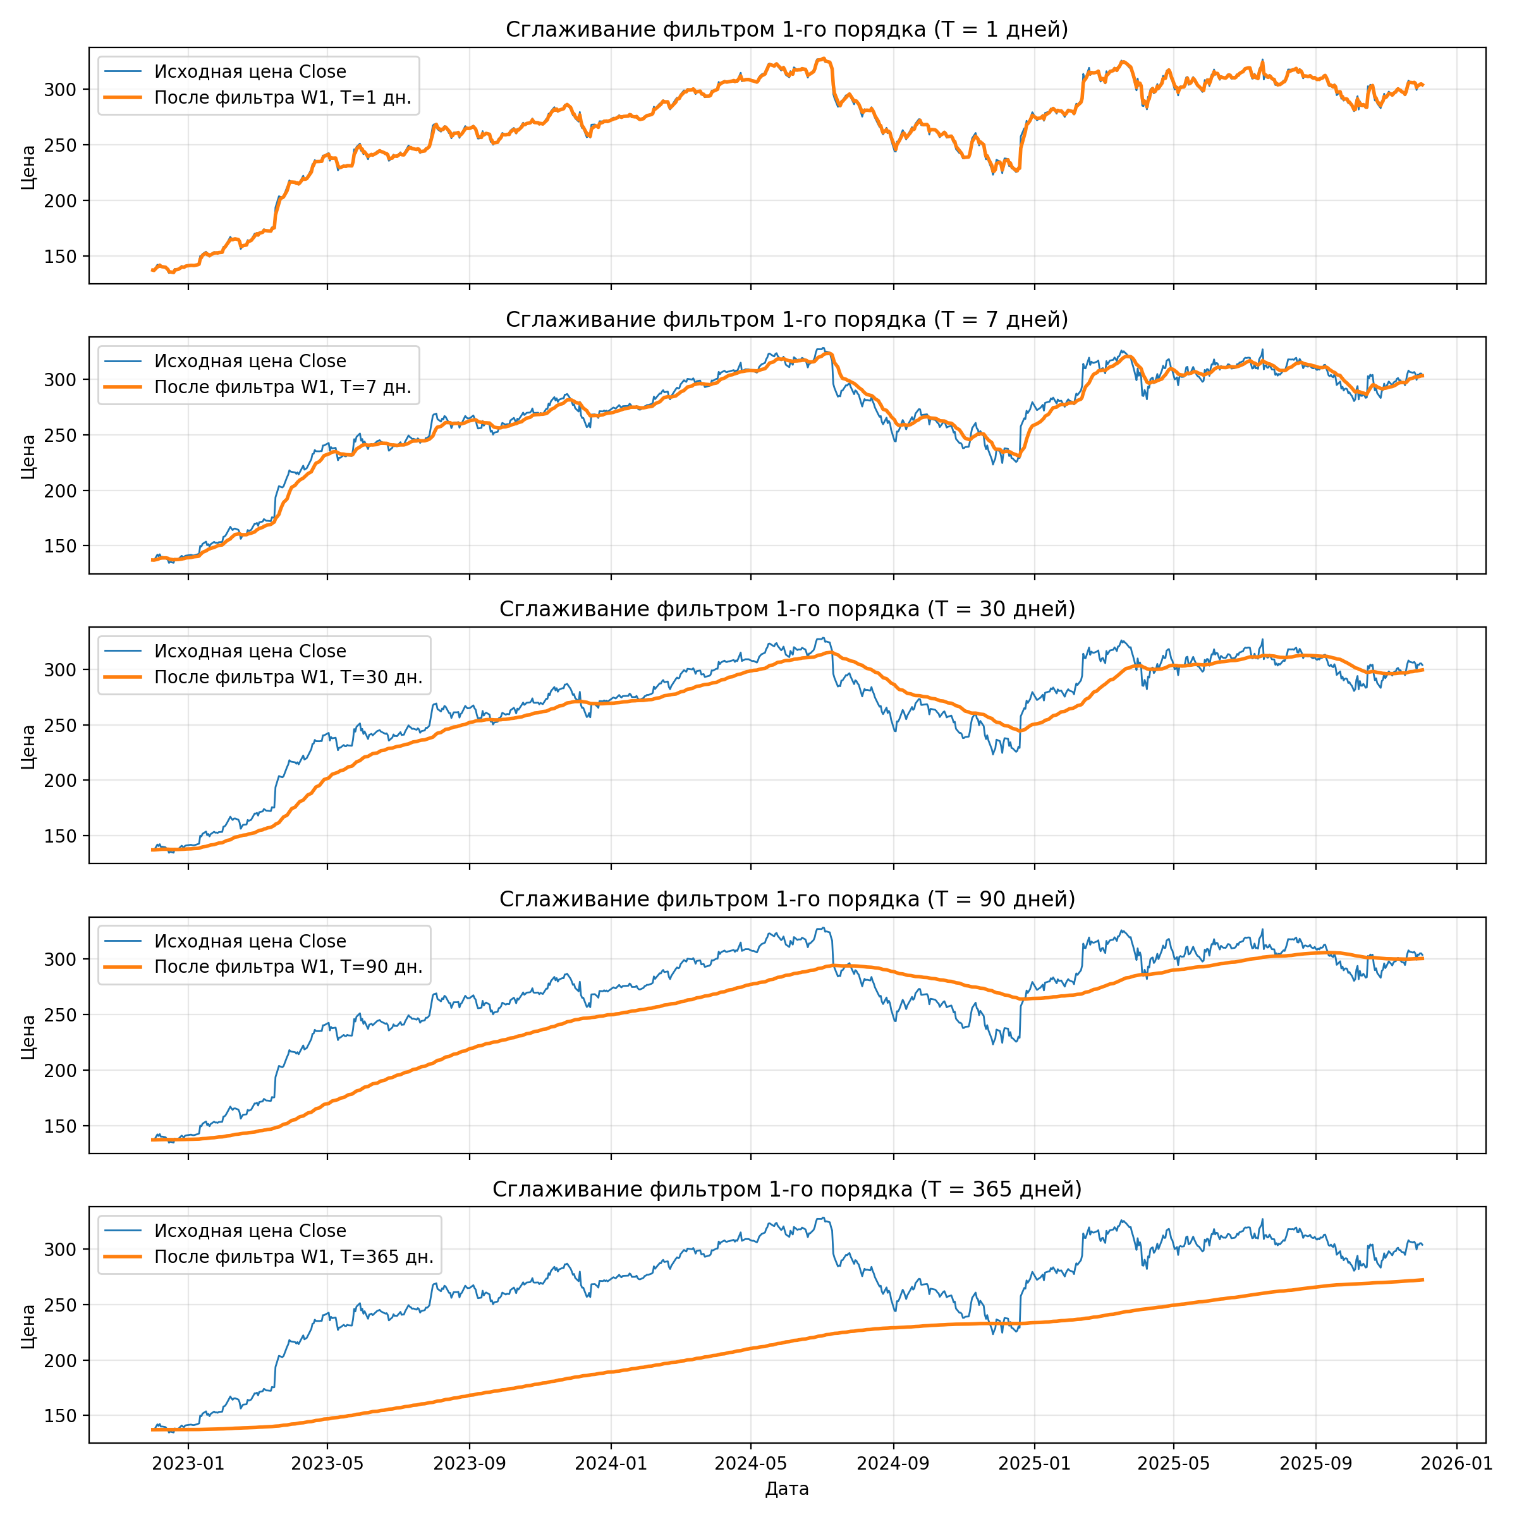 Сглаживание фильтром 1-го порядка (T = 1 дней)
Исходная цена Close
После фильтра W1, T=1 дн.
Цена
300
250
200
150
Сглаживание фильтром 1-го порядка (T = 7 дней)
Исходная цена Close
После фильтра W1, T=7 дн.
Цена
300
250
200
150
Сглаживание фильтром 1-го порядка (T = 30 дней)
Исходная цена Close
После фильтра W1, T=30 дн.
Цена
300
250
200
150
Сглаживание фильтром 1-го порядка (T = 90 дней)
Исходная цена Close
После фильтра W1, T=90 дн.
Цена
300
250
200
150
Сглаживание фильтром 1-го порядка (T = 365 дней)
Исходная цена Close
После фильтра W1, T=365 дн.
Цена
300
250
200
150
2023-01 2023-05 2023-09 2024-01 2024-05 2024-09 2025-01 2025-05 2025-09 2026-01
Дата